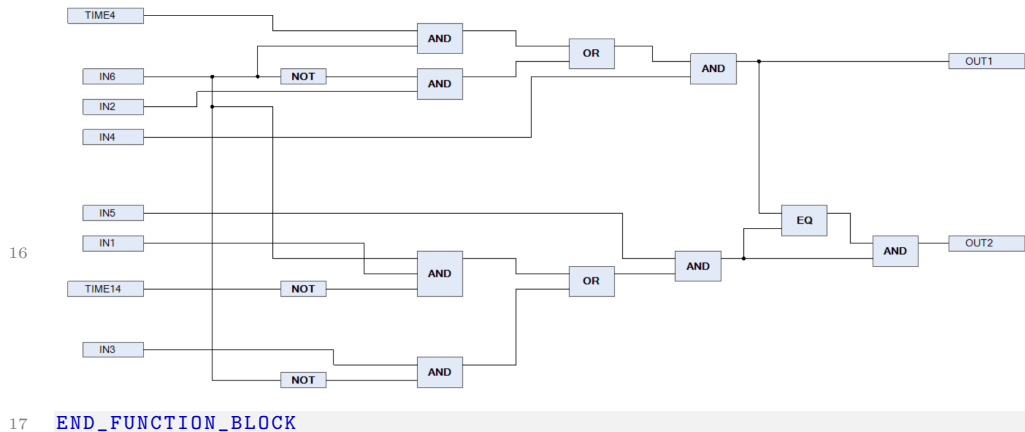 TIME4
AND
OR
OUT1
AND
IN6
NOT
AND
IN2
IN4
IN5
EQ
16
IN1
OUT2
AND
AND
AND
OR
TIME14
NOT
IN3
AND
NOT
17 END_FUNCTION_BLOCK